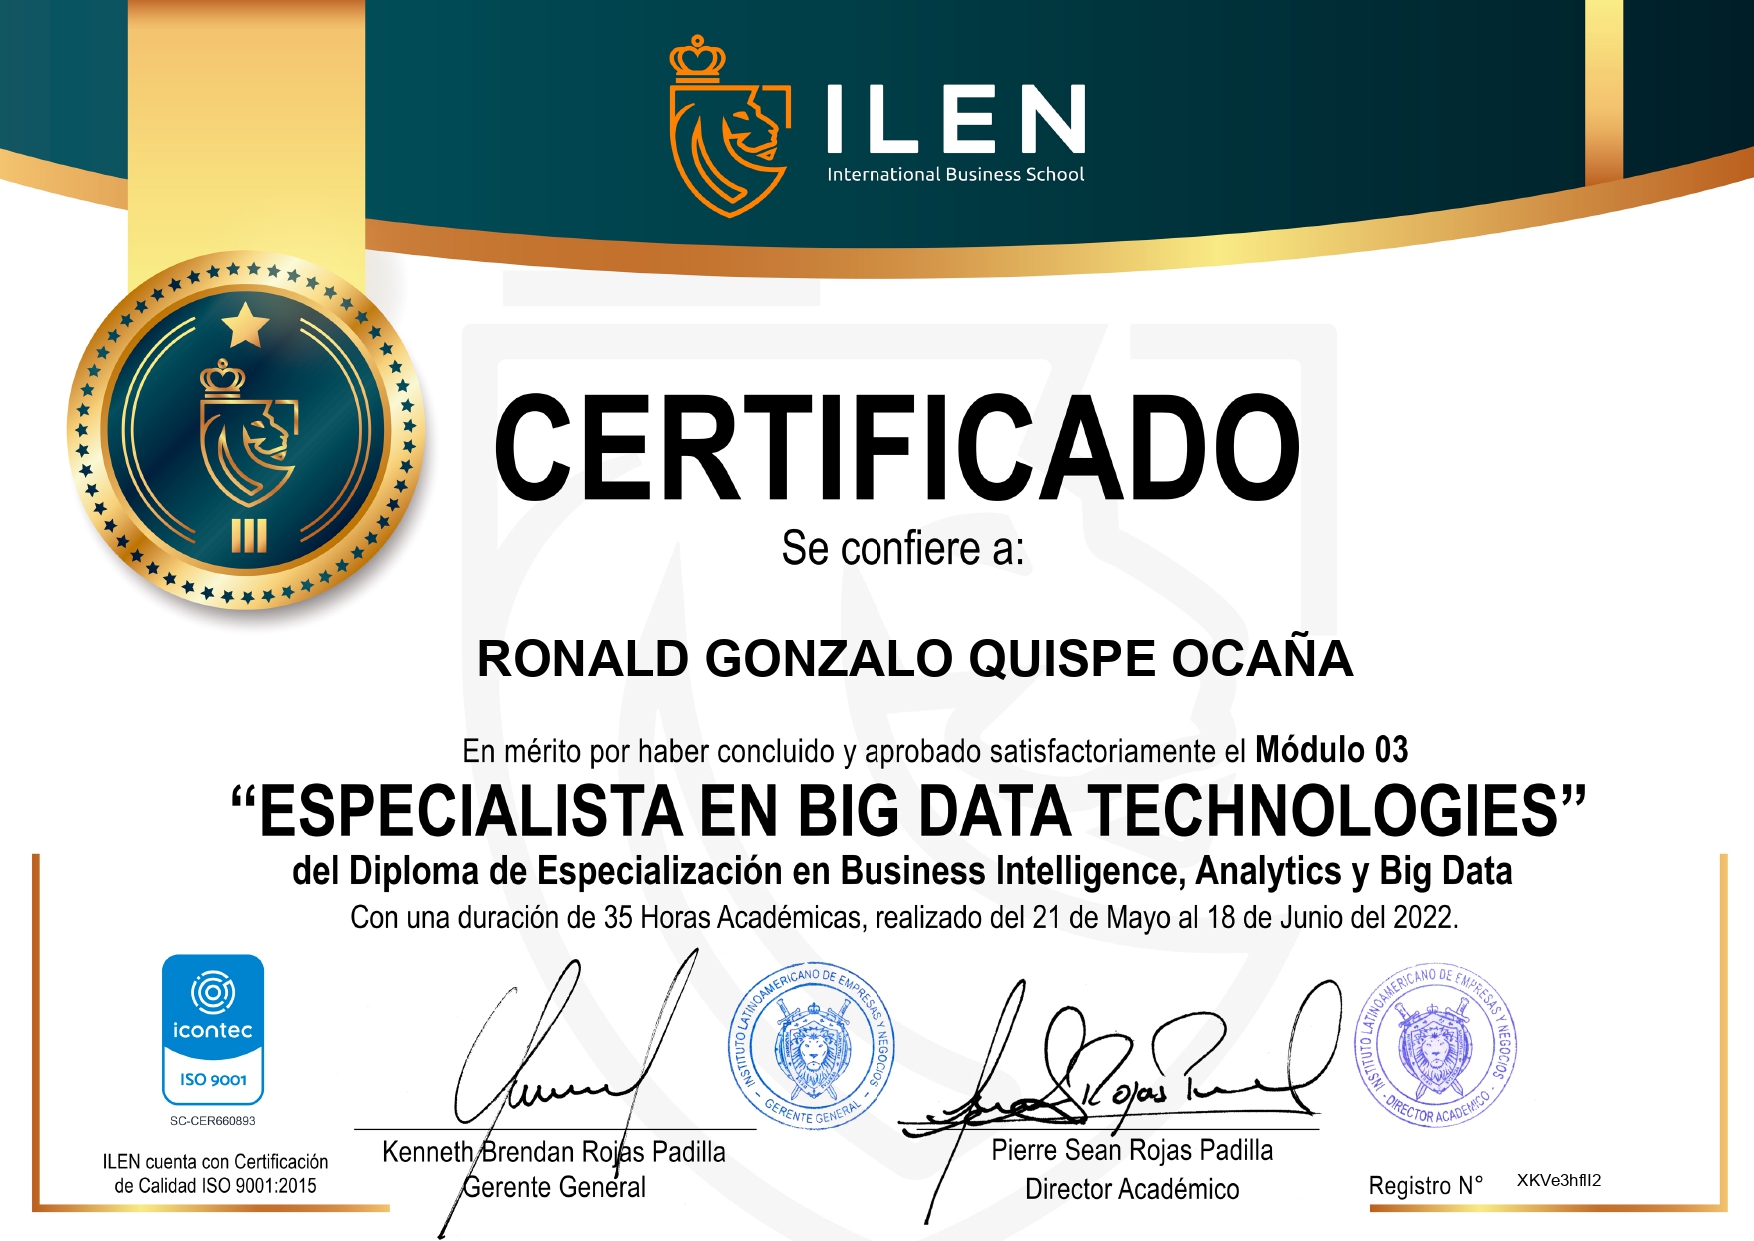 ILEN
International Business School
III
CERTIFICADO
Se confiere a:
RONALD GONZALO QUISPE OCAÑA
En mérito por haber concluido y aprobado satisfactoriamente el Módulo 03
“ESPECIALISTA EN BIG DATA TECHNOLOGIES”
del Diploma de Especialización en Business Intelligence, Analytics y Big Data
Con una duración de 35 Horas Académicas, realizado del 21 de Mayo al 18 de Junio del 2022.
icontec
ISO 9001
SC-CER660893
ILEN cuenta con Certificación
de Calidad ISO 9001:2015
Kenneth Brendan Rojas Padilla
Gerente General
INSTITUTO LATINOAMERICANO DE EMPRESAS Y NEGOCIOS
- GERENTE GENERAL -
Rojas
Pierre Sean Rojas Padilla
Director Académico
INSTITUTO LATINOAMERICANO DE EMPRESAS Y NEGOCIOS
- DIRECTOR ACADEMICO -
Registro N°